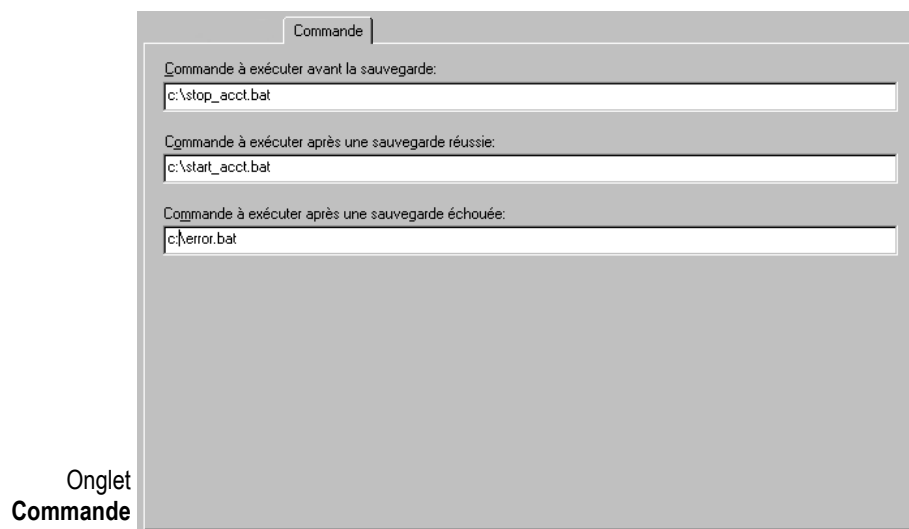 Commande
Commande à exécuter avant la sauvegarde:
c:\stop_acct.bat
Commande à exécuter après une sauvegarde réussie:
c:\start_acct.bat
Commande à exécuter après une sauvegarde échouée:
c:\error.bat
Onglet
Commande